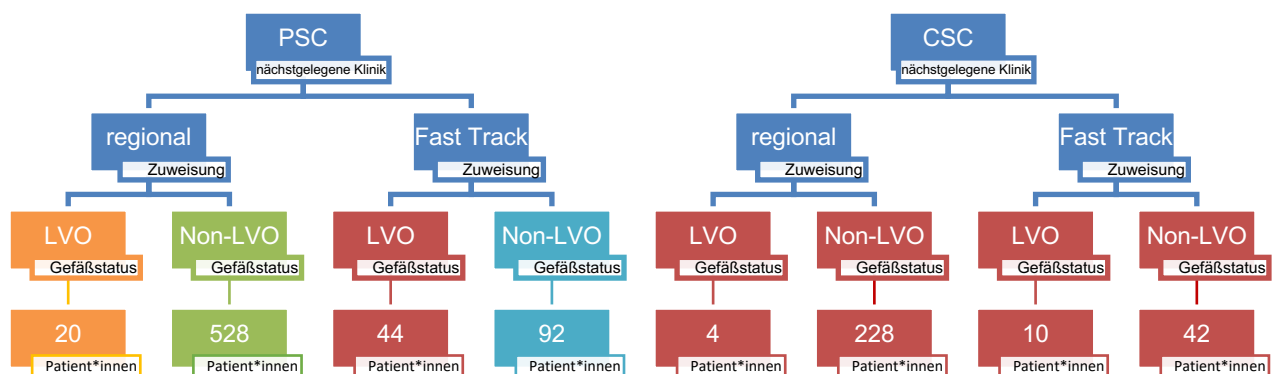 PSC
nächstgelegene Klinik
CSC
nächstgelegene Klinik
regional
Zuweisung
Fast Track
Zuweisung
regional
Zuweisung
Fast Track
Zuweisung
LVO
Gefäßstatus
Non-LVO
Gefäßstatus
LVO
Gefäßstatus
Non-LVO
Gefäßstatus
LVO
Gefäßstatus
Non-LVO
Gefäßstatus
LVO
Gefäßstatus
Non-LVO
Gefäßstatus
20
Patient*innen
528
Patient*innen
44
Patient*innen
92
Patient*innen
4
Patient*innen
228
Patient*innen
10
Patient*innen
42
Patient*innen